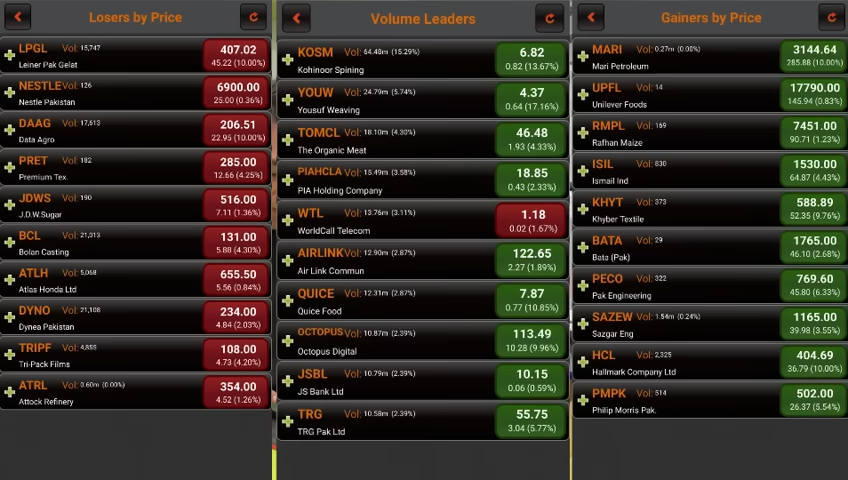 Losers by Price
LPGL Vol: 15,747
Leiner Pak Gelat
407.02
45.22 (10.00%)
NESTLE Vol: 126
Nestle Pakistan
6900.00
25.00 (0.36%)
DAAG Vol: 17,513
Data Agro
206.51
22.95 (10.00%)
PRET Vol: 182
Premium Tex.
285.00
12.66 (4.25%)
JDWS Vol: 190
J.D.W.Sugar
516.00
7.11 (1.36%)
BCL Vol: 21,313
Bolan Casting
131.00
5.88 (4.30%)
ATLH Vol: 5,068
Atlas Honda Ltd
655.50
5.56 (0.84%)
DYNO Vol: 21,108
Dynea Pakistan
234.00
4.84 (2.03%)
TRIPF Vol: 4,855
Tri-Pack Films
108.00
4.73 (4.20%)
ATRL Vol: 0.60m (0.00%)
Attock Refinery
354.00
4.52 (1.26%)
Volume Leaders
KOSM Vol: 64.48m (15.29%)
Kohinoor Spining
6.82
0.82 (13.67%)
YOUW Vol: 24.79m (5.74%)
Yousuf Weaving
4.37
0.64 (17.16%)
TOMCL Vol: 18.10m (4.30%)
The Organic Meat
46.48
1.93 (4.33%)
PIAHCLA Vol: 15.49m (3.58%)
PIA Holding Company
18.85
0.43 (2.33%)
WTL Vol: 13.76m (3.11%)
WorldCall Telecom
1.18
0.02 (1.67%)
AIRLINK Vol: 12.90m (2.87%)
Air Link Commun
122.65
2.27 (1.89%)
QUICE Vol: 12.31m (2.87%)
Quice Food
7.87
0.77 (10.85%)
OCTOPUS Vol: 10.87m (2.39%)
Octopus Digital
113.49
10.28 (9.96%)
JSBL Vol: 10.79m (2.39%)
JS Bank Ltd
10.15
0.06 (0.59%)
TRG Vol: 10.58m (2.39%)
TRG Pak Ltd
55.75
3.04 (5.77%)
Gainers by Price
MARI Vol: 0.27m (0.00%)
Mari Petroleum
3144.64
285.88 (10.00%)
UPFL Vol: 14
Unilever Foods
17790.00
145.94 (0.83%)
RMPL Vol: 169
Rafhan Maize
7451.00
90.71 (1.23%)
ISIL Vol: 830
Ismail Ind
1530.00
64.87 (4.43%)
KHYT Vol: 373
Khyber Textile
588.89
52.35 (9.76%)
BATA Vol: 29
Bata (Pak)
1765.00
46.10 (2.68%)
PECO Vol: 322
Pak Engineering
769.60
45.80 (6.33%)
SAZEW Vol: 1.54m (0.24%)
Sazgar Eng
1165.00
39.98 (3.55%)
HCL Vol: 2,325
Hallmark Company Ltd
404.69
36.79 (10.00%)
PMPK Vol: 514
Philip Morris Pak.
502.00
26.37 (5.54%)